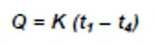 Q = K (t₁ – t₄)